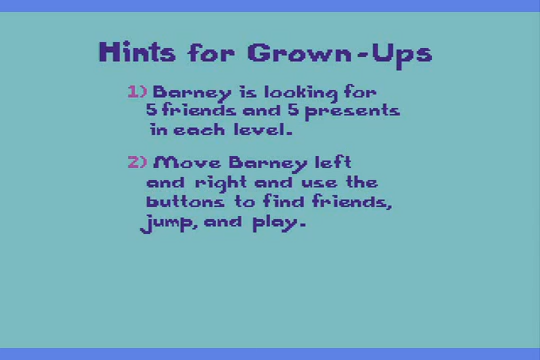 Hints for Grown-Ups
1) Barney is looking for
5 friends and 5 presents
in each level.
2) Move Barney left
and right and use the
buttons to find friends,
jump, and play.